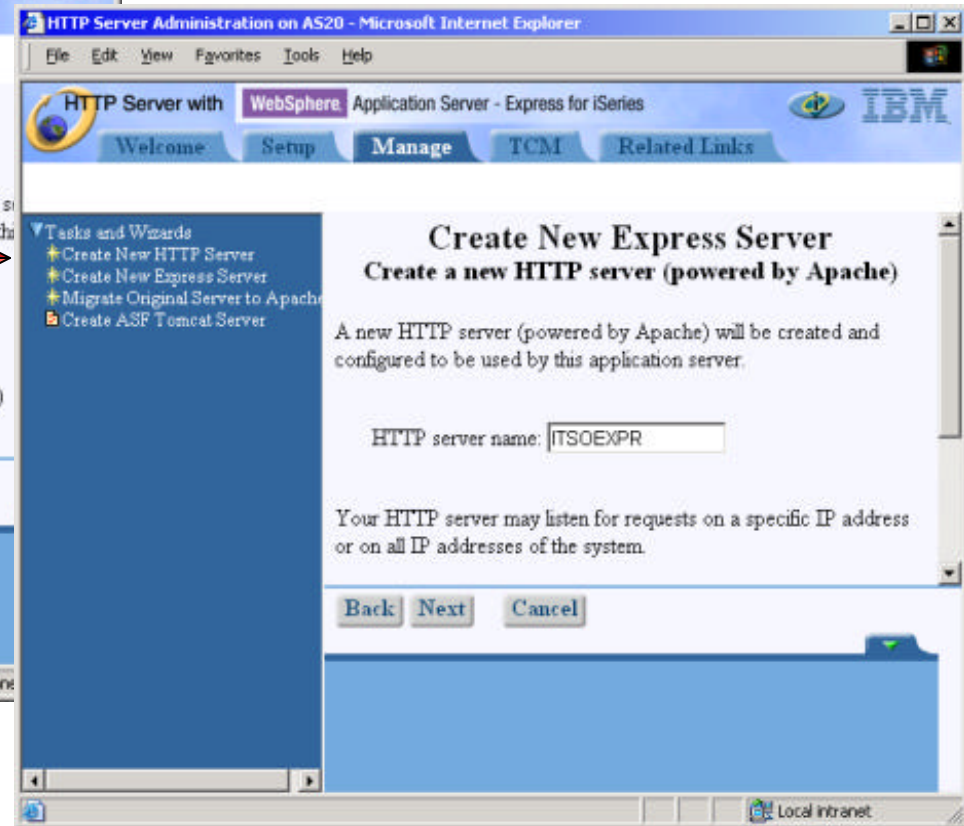 HTTP Server Administration on AS20 - Microsoft Internet Explorer
File Edit View Favorites Tools Help
HTTP Server with WebSphere. Application Server - Express for iSeries
IBM
Welcome Setup Manage TCM Related Links
Tasks and Wizards
Create New HTTP Server
Create New Express Server
Migrate Original Server to Apache
Create ASF Tomcat Server
Create New Express Server
Create a new HTTP server (powered by Apache)
A new HTTP server (powered by Apache) will be created and
configured to be used by this application server.
HTTP server name: ITSOEXPR
Your HTTP server may listen for requests on a specific IP address
or on all IP addresses of the system.
Back Next Cancel
Local intranet